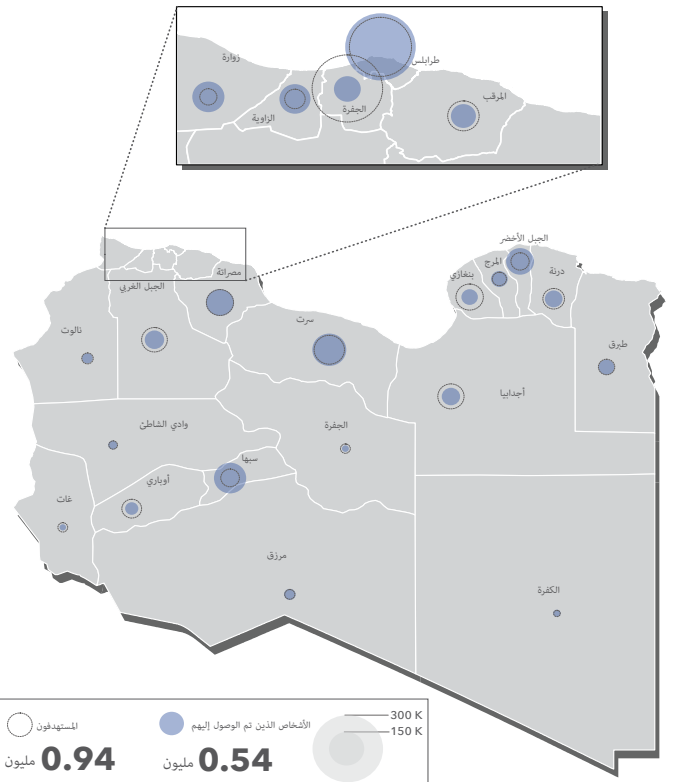 طرابلس
زوارة
المرقب
الجفرة
الزاوية
الجبل الأخضر
المرج
درنة
بنغازي
مصراتة
الجبل الغربي
سرت
نالوت
طبرق
أجدابيا
الجفرة
وادي الشاطئ
سبها
أوباري
غات
مرزق
الكفرة
300 K
150 K
الأشخاص الذين تم الوصول إليهم
0.54 مليون
المستهدفون
0.94 مليون